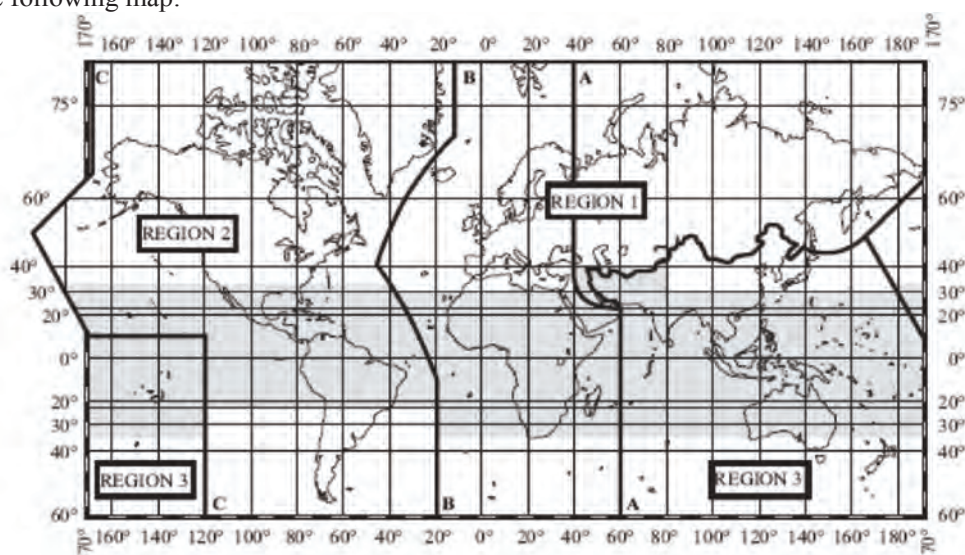 e following map:
170° 160° 140° 120° 100° 80° 60° 40° 20° 0° 20° 40° 60° 80° 100° 120° 140° 160° 180° 170°
C B A
75° 75°
60° REGION 1 60°
REGION 2
40° 40°
30° 30°
20° 20°
0° 0°
20° 20°
30° 30°
40° 40°
REGION 3 REGION 3
C B A
60° 60°
70° 160° 140° 120° 100° 80° 60° 40° 20° 0° 20° 40° 60° 80° 100° 120° 140° 160° 180° 70°